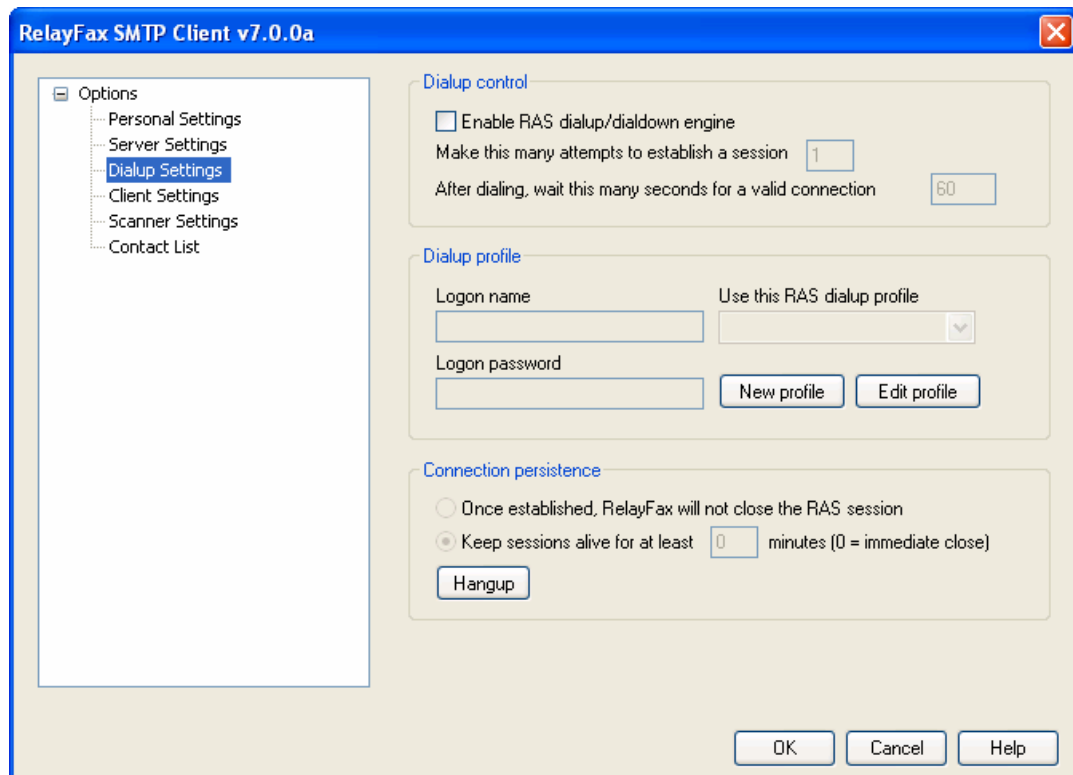 RelayFax SMTP Client v7.0.0a
Options
Personal Settings
Server Settings
Dialup Settings
Client Settings
Scanner Settings
Contact List
Dialup control
Enable RAS dialup/dialdown engine
Make this many attempts to establish a session 1
After dialing, wait this many seconds for a valid connection 60
Dialup profile
Logon name Use this RAS dialup profile
Logon password
New profile Edit profile
Connection persistence
Once established, RelayFax will not close the RAS session
Keep sessions alive for at least 0 minutes (0 = immediate close)
Hangup
OK Cancel Help